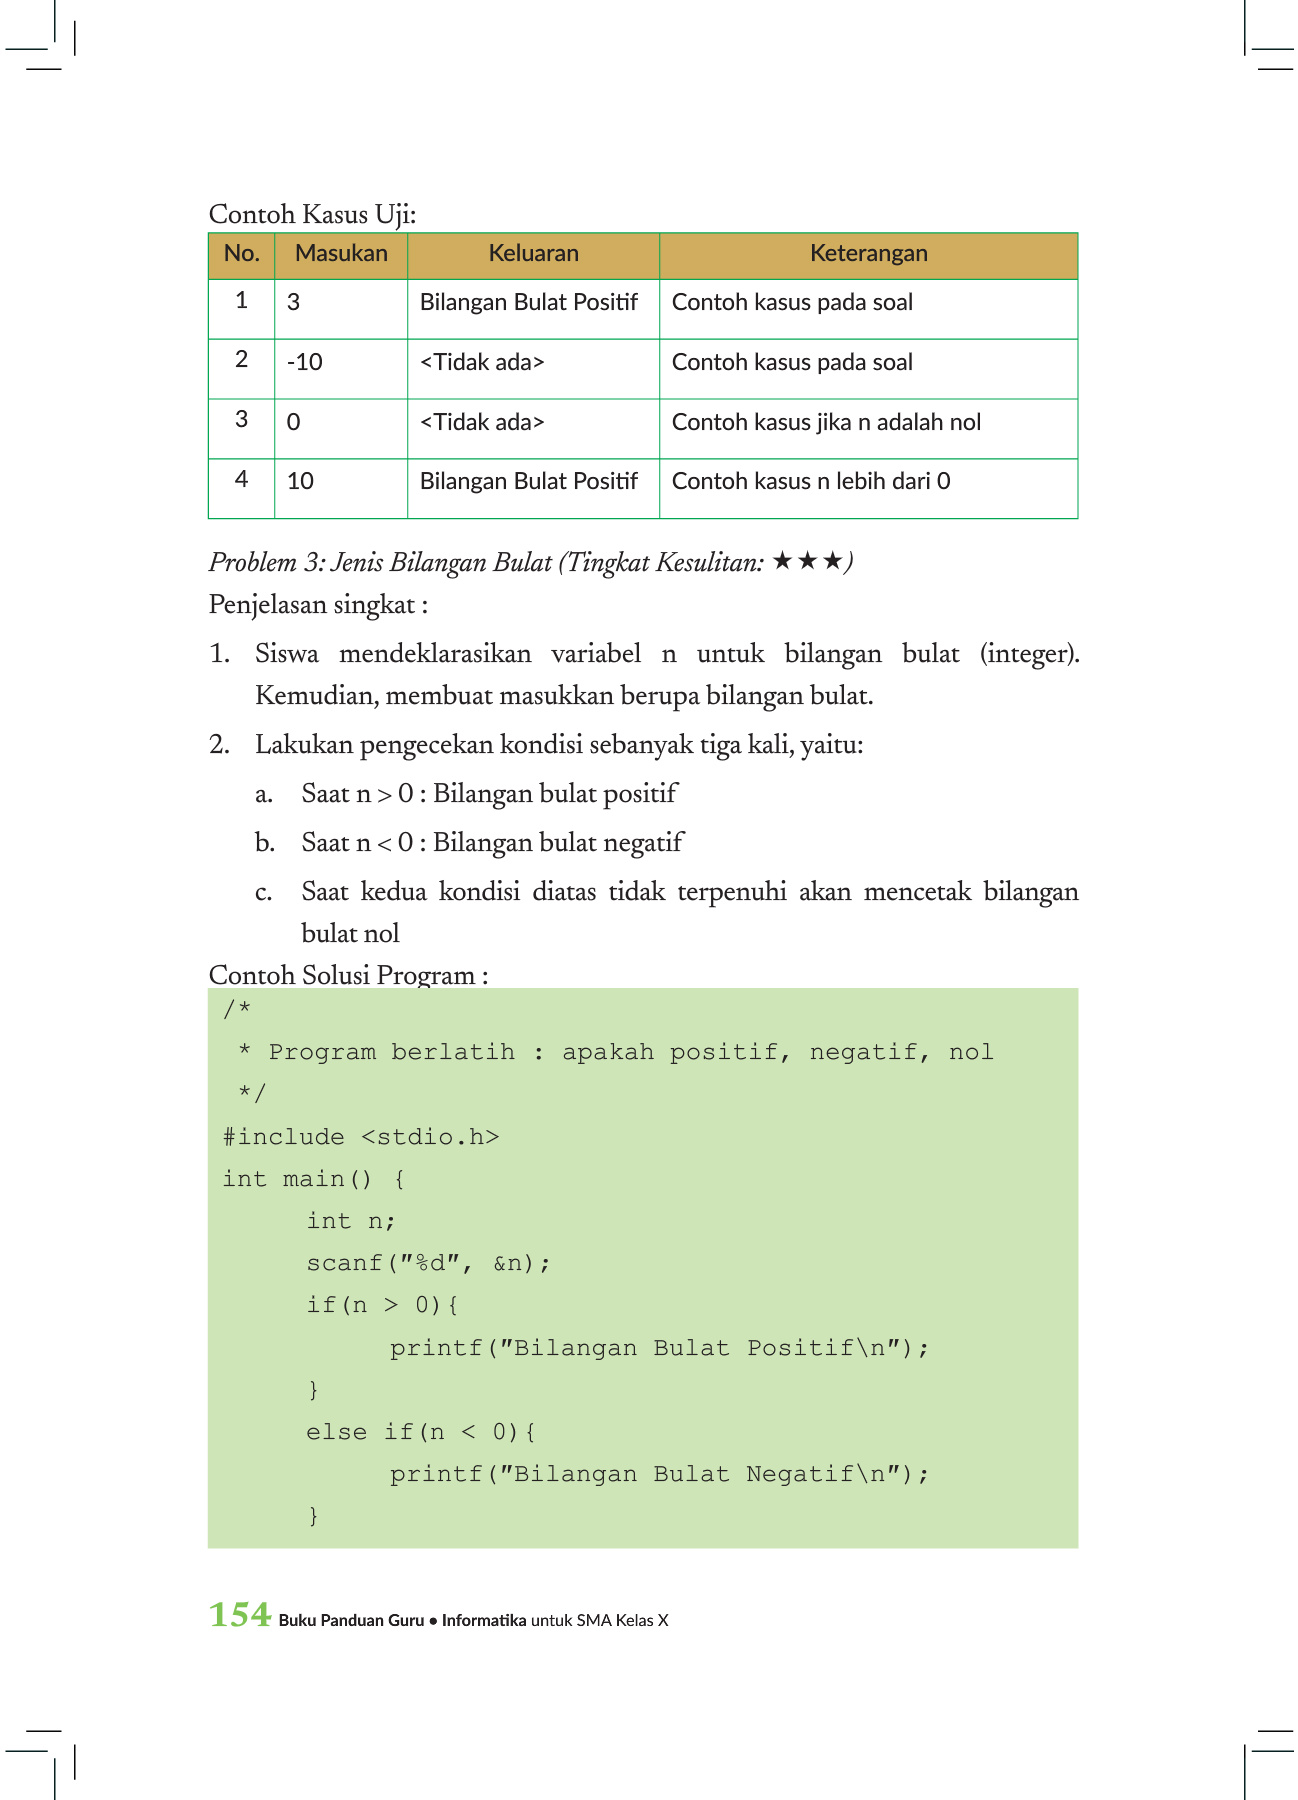 Contoh Kasus Uji:
No. Masukan Keluaran Keterangan
1 3 Bilangan Bulat Positif Contoh kasus pada soal
2 -10 <Tidak ada> Contoh kasus pada soal
3 0 <Tidak ada> Contoh kasus jika n adalah nol
4 10 Bilangan Bulat Positif Contoh kasus n lebih dari 0
Problem 3: Jenis Bilangan Bulat (Tingkat Kesulitan: ★★★)
Penjelasan singkat :
1. Siswa mendeklarasikan variabel n untuk bilangan bulat (integer).
Kemudian, membuat masukkan berupa bilangan bulat.
2. Lakukan pengecekan kondisi sebanyak tiga kali, yaitu:
a. Saat n > 0 : Bilangan bulat positif
b. Saat n < 0 : Bilangan bulat negatif
c. Saat kedua kondisi diatas tidak terpenuhi akan mencetak bilangan
bulat nol
Contoh Solusi Program :
/*
* Program berlatih : apakah positif, negatif, nol
*/
#include <stdio.h>
int main() {
int n;
scanf("%d", &n);
if(n > 0){
printf("Bilangan Bulat Positif\n");
}
else if(n < 0){
printf("Bilangan Bulat Negatif\n");
}
154 Buku Panduan Guru • Informatika untuk SMA Kelas X